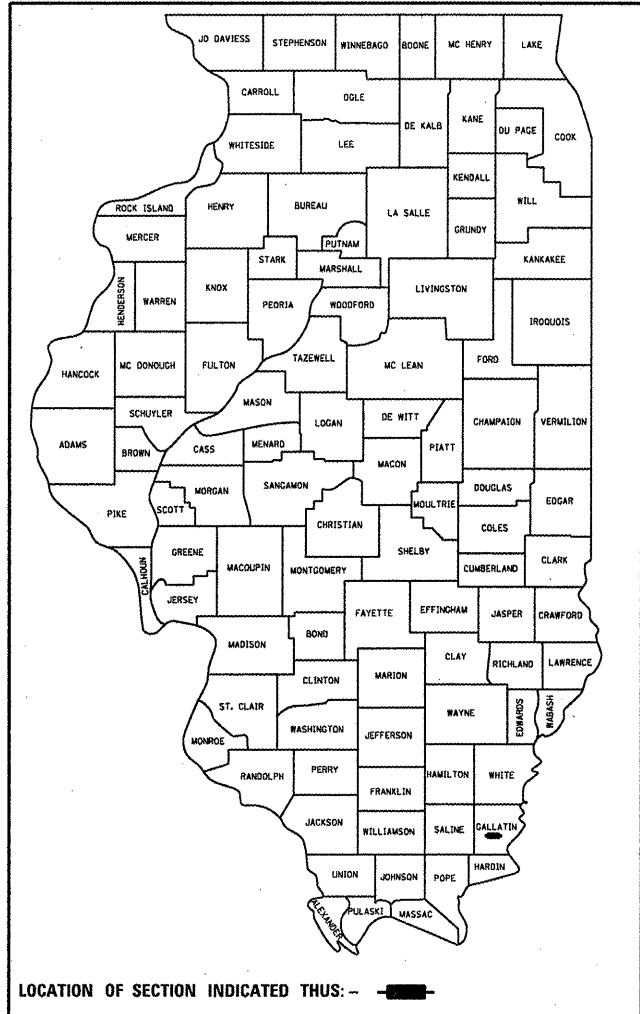 JO DAVIESS
STEPHENSON
WINNEBAGO
BOONE
MC HENRY
LAKE
CARROLL
OGLE
DE KALB
KANE
DU PAGE
COOK
WHITESIDE
LEE
KENDALL
WILL
ROCK ISLAND
HENRY
BUREAU
LA SALLE
GRUNDY
MERCER
PUTNAM
STARK
MARSHALL
KANKAKEE
HENDERSON
WARREN
KNOX
PEORIA
WOODFORD
LIVINGSTON
IROQUOIS
HANCOCK
MC DONOUGH
FULTON
TAZEWELL
MC LEAN
FORD
MASON
SCHUYLER
LOGAN
DE WITT
CHAMPAIGN
VERMILION
ADAMS
BROWN
CASS
MENARD
PIATT
MACON
MORGAN
SANGAMON
DOUGLAS
EDGAR
PIKE
SCOTT
CHRISTIAN
MOULTRIE
COLES
GREENE
MACOUPIN
MONTGOMERY
SHELBY
CUMBERLAND
CLARK
CALHOUN
JERSEY
FAYETTE
EFFINGHAM
JASPER
CRAWFORD
MADISON
BOND
CLAY
RICHLAND
LAWRENCE
CLINTON
MARION
ST. CLAIR
WAYNE
EDWARDS
WABASH
WASHINGTON
JEFFERSON
MONROE
RANDOLPH
PERRY
HAMILTON
WHITE
FRANKLIN
JACKSON
WILLIAMSON
SALINE
GALLATIN
UNION
JOHNSON
POPE
HARDIN
ALEXANDER
PULASKI
MASSAC
LOCATION OF SECTION INDICATED THUS: -